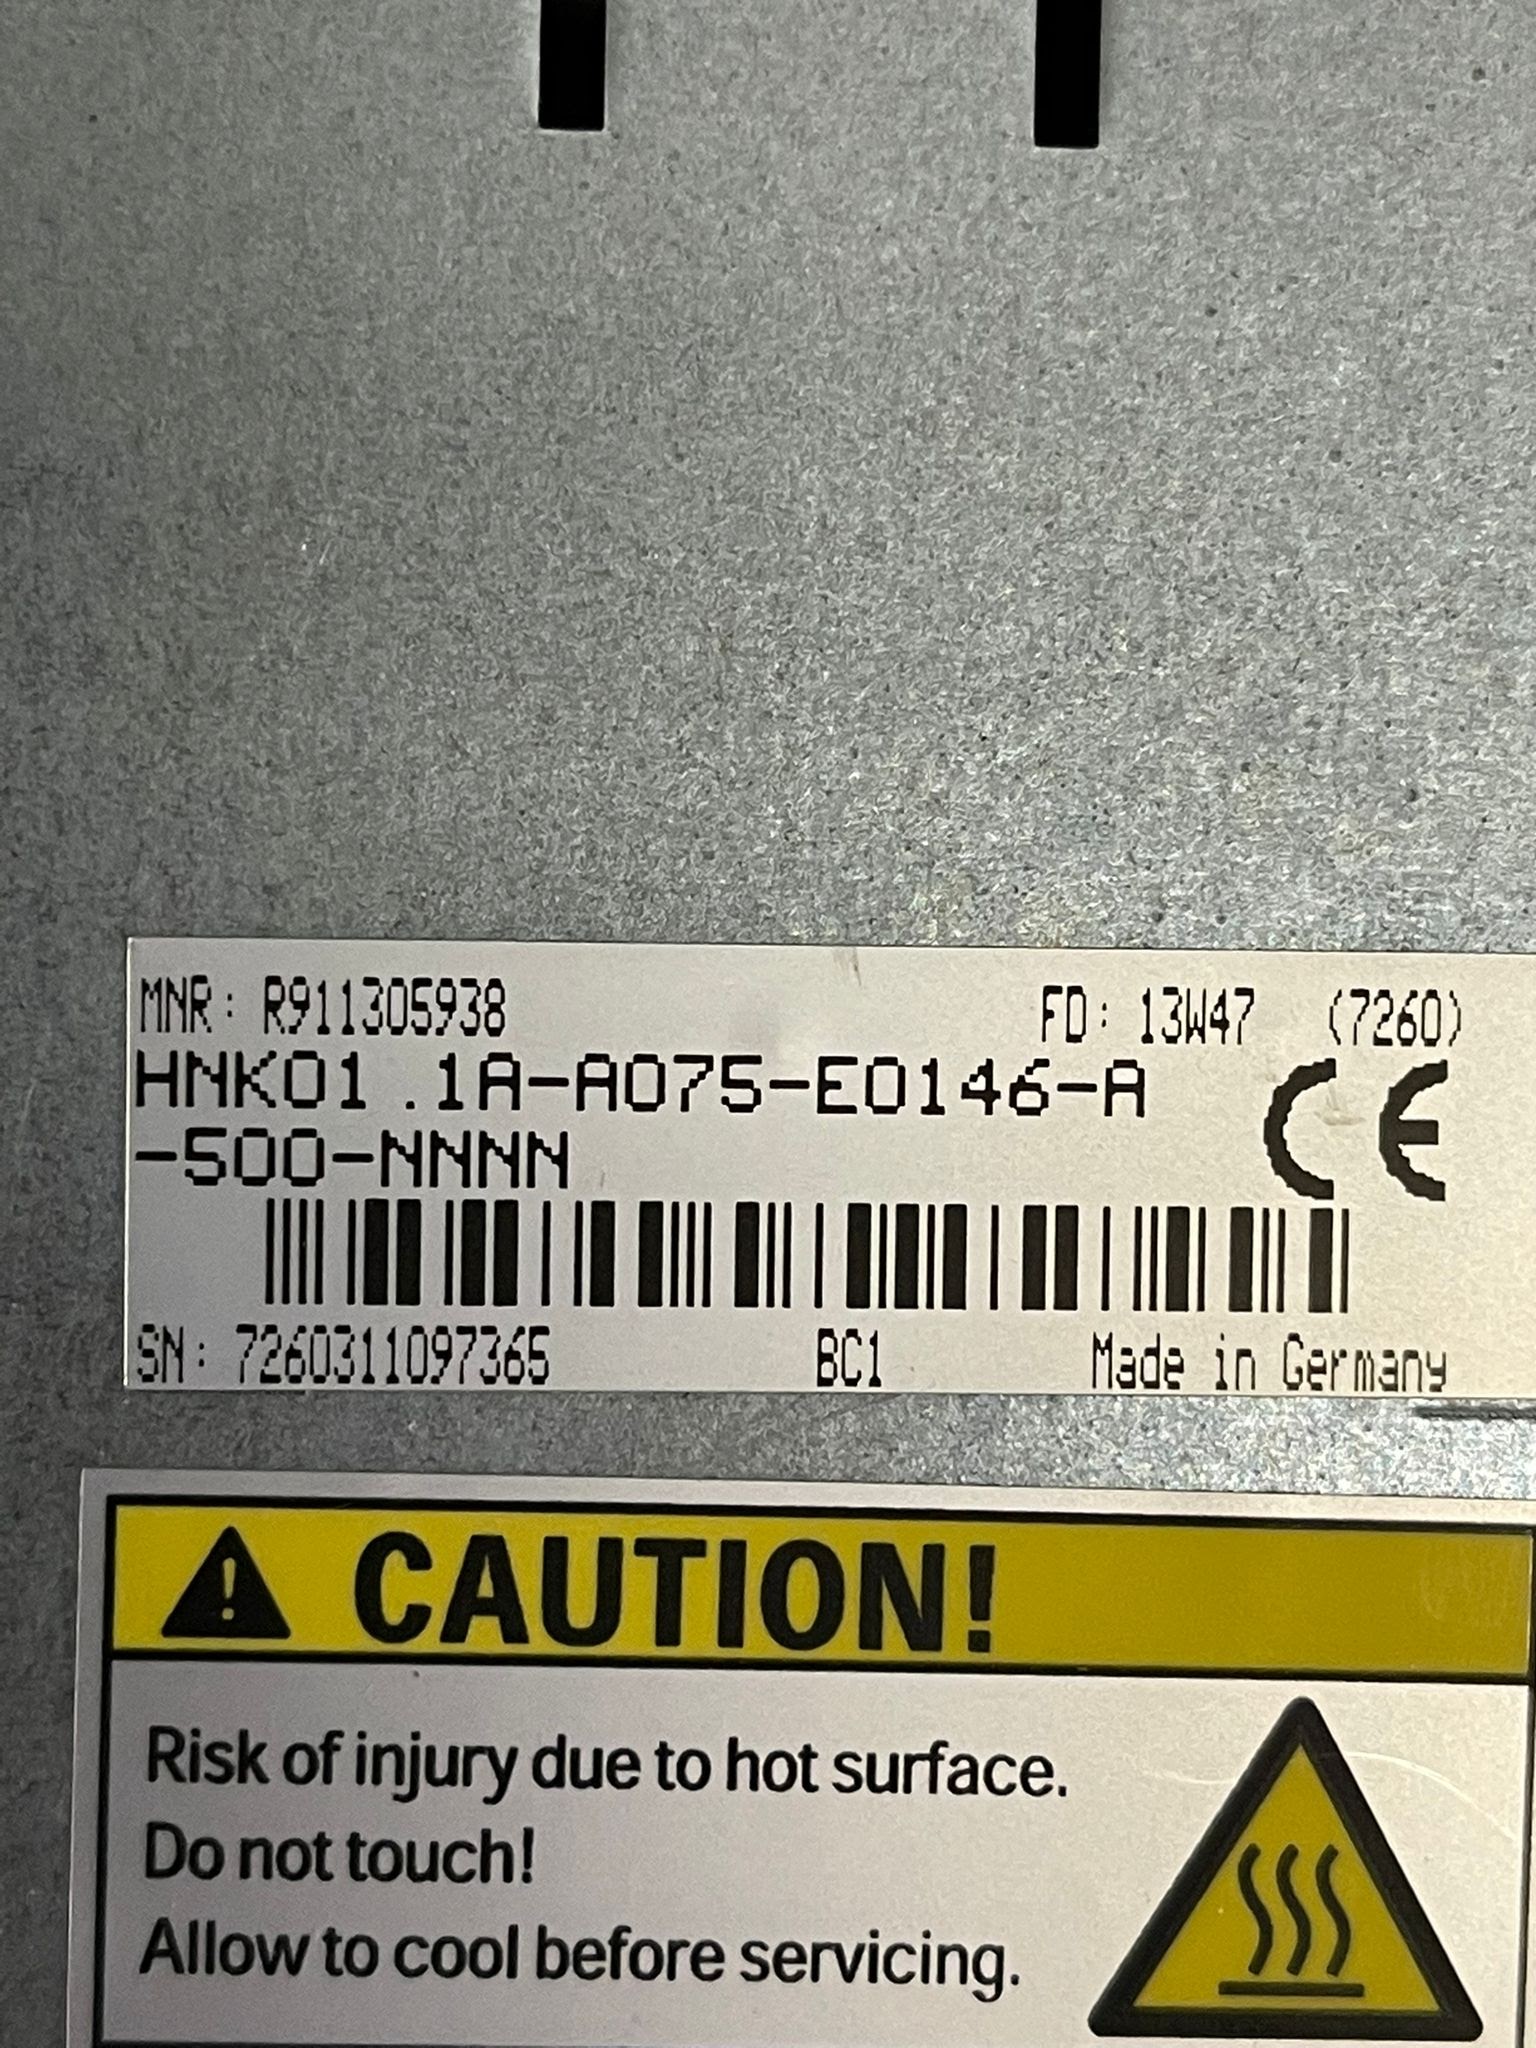 MNR: R911305938 FD: 13W47 (7260)
HNK01.1A-A075-E0146-A
-500-NNNN
CE
SN: 7260311097365 BC1 Made in Germany
CAUTION!
Risk of injury due to hot surface.
Do not touch!
Allow to cool before servicing.